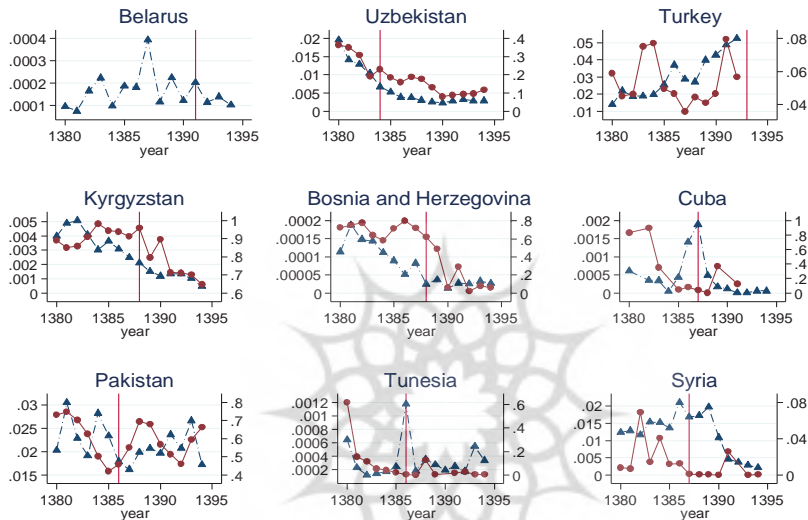 Belarus
.0004
.0003
.0002
.0001
1380 1385 1390 1395
year
Uzbekistan
.02 .4
.015 .3
.01 .2
.005 .1
0 0
1380 1385 1390 1395
year
Turkey
.05 .08
.04
.03 .06
.02
.01 .04
1380 1385 1390 1395
year
Kyrgyzstan
.005 1
.004 .9
.003
.002 .8
.001 .7
0 .6
1380 1385 1390 1395
year
Bosnia and Herzegovina
.0002 .8
.00015 .6
.0001 .4
.00005 .2
0 0
1380 1385 1390 1395
year
Cuba
.002 1
.0015 .8
.001 .6
.0005 .4
.2
0 0
1380 1385 1390 1395
year
Pakistan
.03 .8
.025 .7
.6
.02 .5
.015 .4
1380 1385 1390 1395
year
Tunesia
.0012 .6
.001
.0008 .4
.0006
.0004 .2
.0002 0
1380 1385 1390 1395
year
Syria
.02 .08
.015
.01 .04
.005
0 0
1380 1385 1390 1395
year